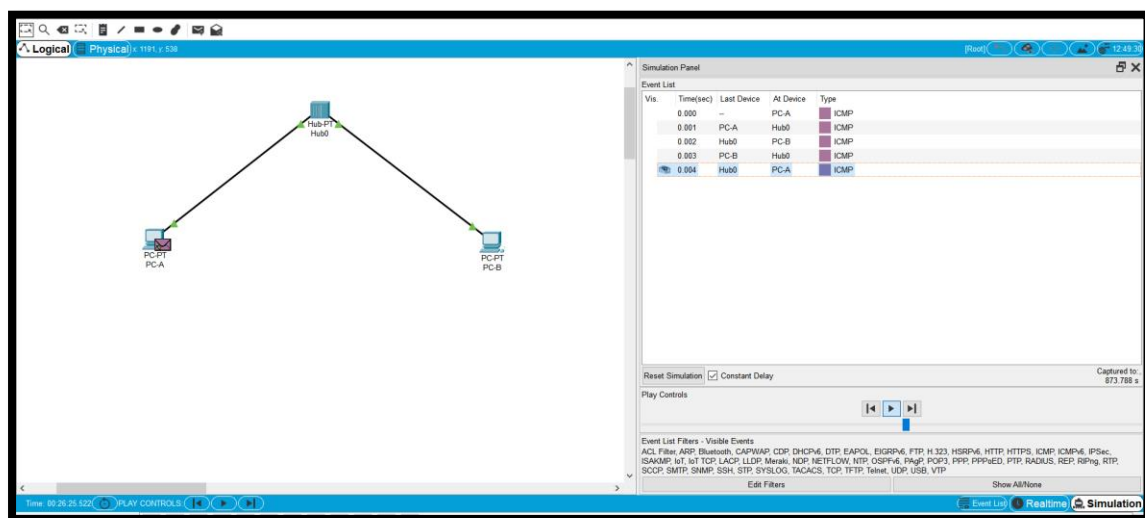 Logical Physical x: 1191, y: 538 [Root] 12:49:30
Hub-PT
Hub0
PC-PT
PC-A
PC-PT
PC-B
Simulation Panel
Event List
Vis. Time(sec) Last Device At Device Type
0.000 -- PC-A ICMP
0.001 PC-A Hub0 ICMP
0.002 Hub0 PC-B ICMP
0.003 PC-B Hub0 ICMP
0.004 Hub0 PC-A ICMP
Reset Simulation Constant Delay Captured to:
873.788 s
Play Controls
Event List Filters - Visible Events
ACL Filter, ARP, Bluetooth, CAPWAP, CDP, DHCPv6, DTP, EAPOL, EIGRPv6, FTP, H.323, HSRPv6, HTTP, HTTPS, ICMP, ICMPv6, IPSec,
ISAKMP, IoT, IoT TCP, LACP, LLDP, Meraki, NDP, NETFLOW, NTP, OSPFv6, PAgP, POP3, PPP, PPPoED, PTP, RADIUS, REP, RIPng, RTP,
SCCP, SMTP, SNMP, SSH, STP, SYSLOG, TACACS, TCP, TFTP, Telnet, UDP, USB, VTP
Edit Filters Show All/None
Time: 00:26:25.522 PLAY CONTROLS: Event List Realtime Simulation